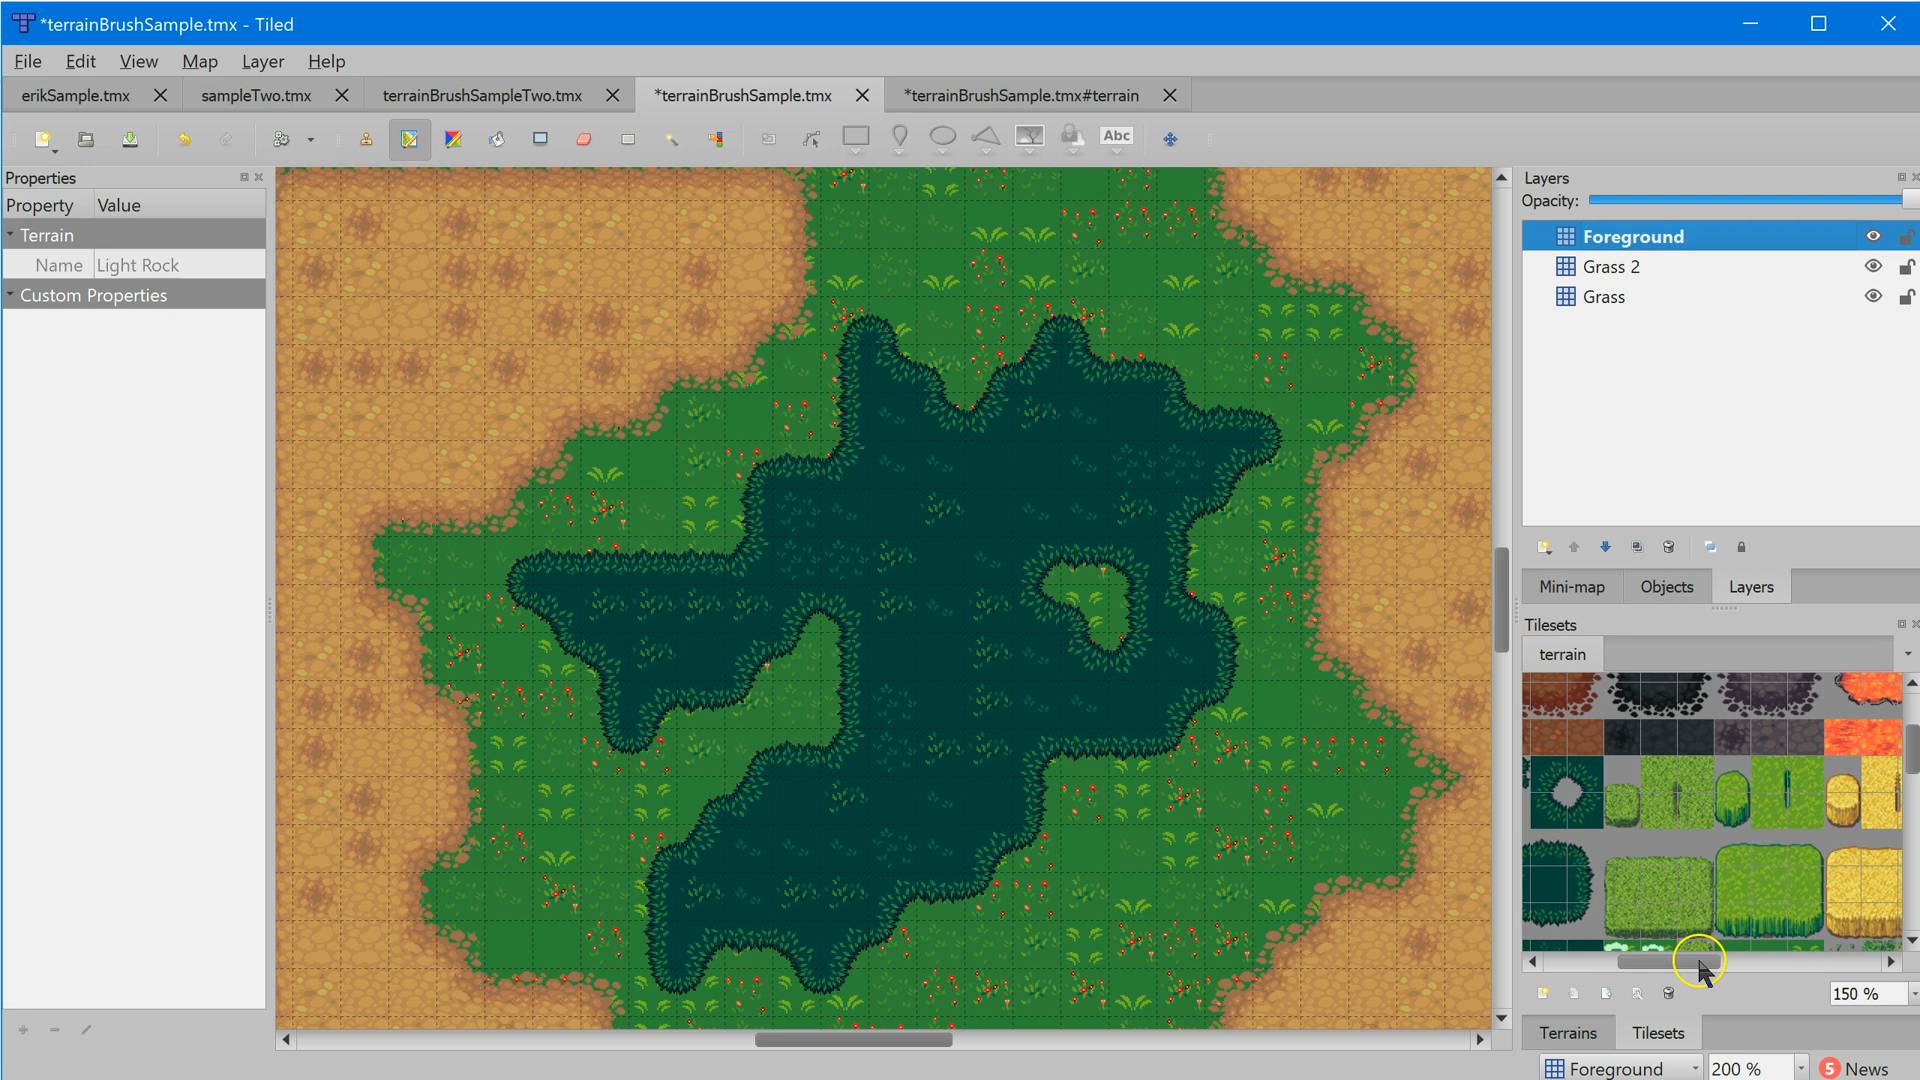 *terrainBrushSample.tmx - Tiled
File Edit View Map Layer Help
erikSample.tmx sampleTwo.tmx terrainBrushSampleTwo.tmx *terrainBrushSample.tmx *terrainBrushSample.tmx#terrain
Abc
Properties
Property Value
Terrain
Name Light Rock
Custom Properties
Layers
Opacity:
Foreground
Grass 2
Grass
Mini-map Objects Layers
Tilesets
terrain
150 %
Terrains Tilesets
Foreground 200 % 5 News